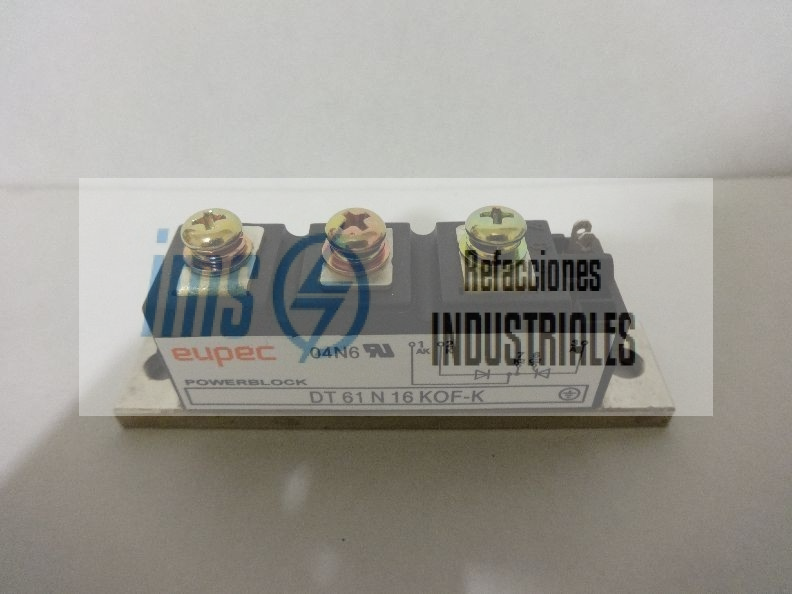 ims
Refacciones
INDUSTRIALES
eupec
04N6
POWERBLOCK
DT 61 N 16 KOF-K